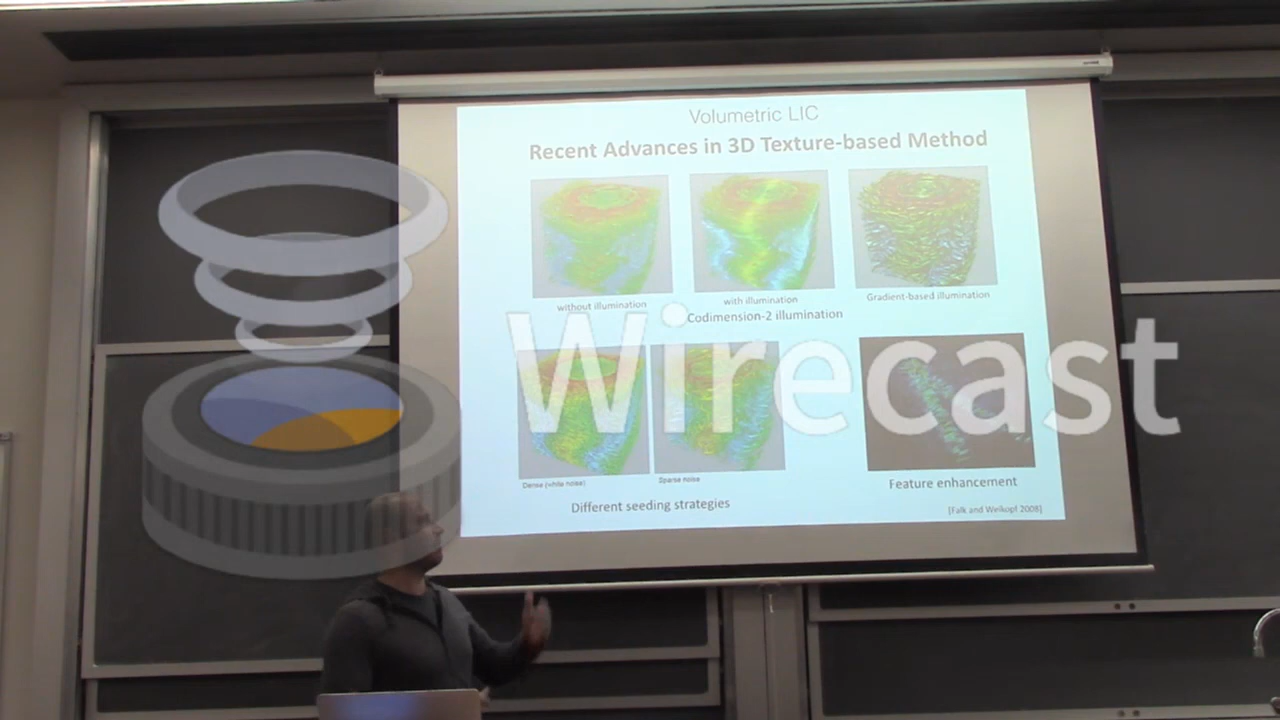 Volumetric LIC
Recent Advances in 3D Texture-based Method
without illumination
with illumination
Gradient-based illumination
Codimension-2 illumination
Wirecast
Dense (white noise)
Sparse noise
Different seeding strategies
Feature enhancement
[Falk and Weikopf 2008]